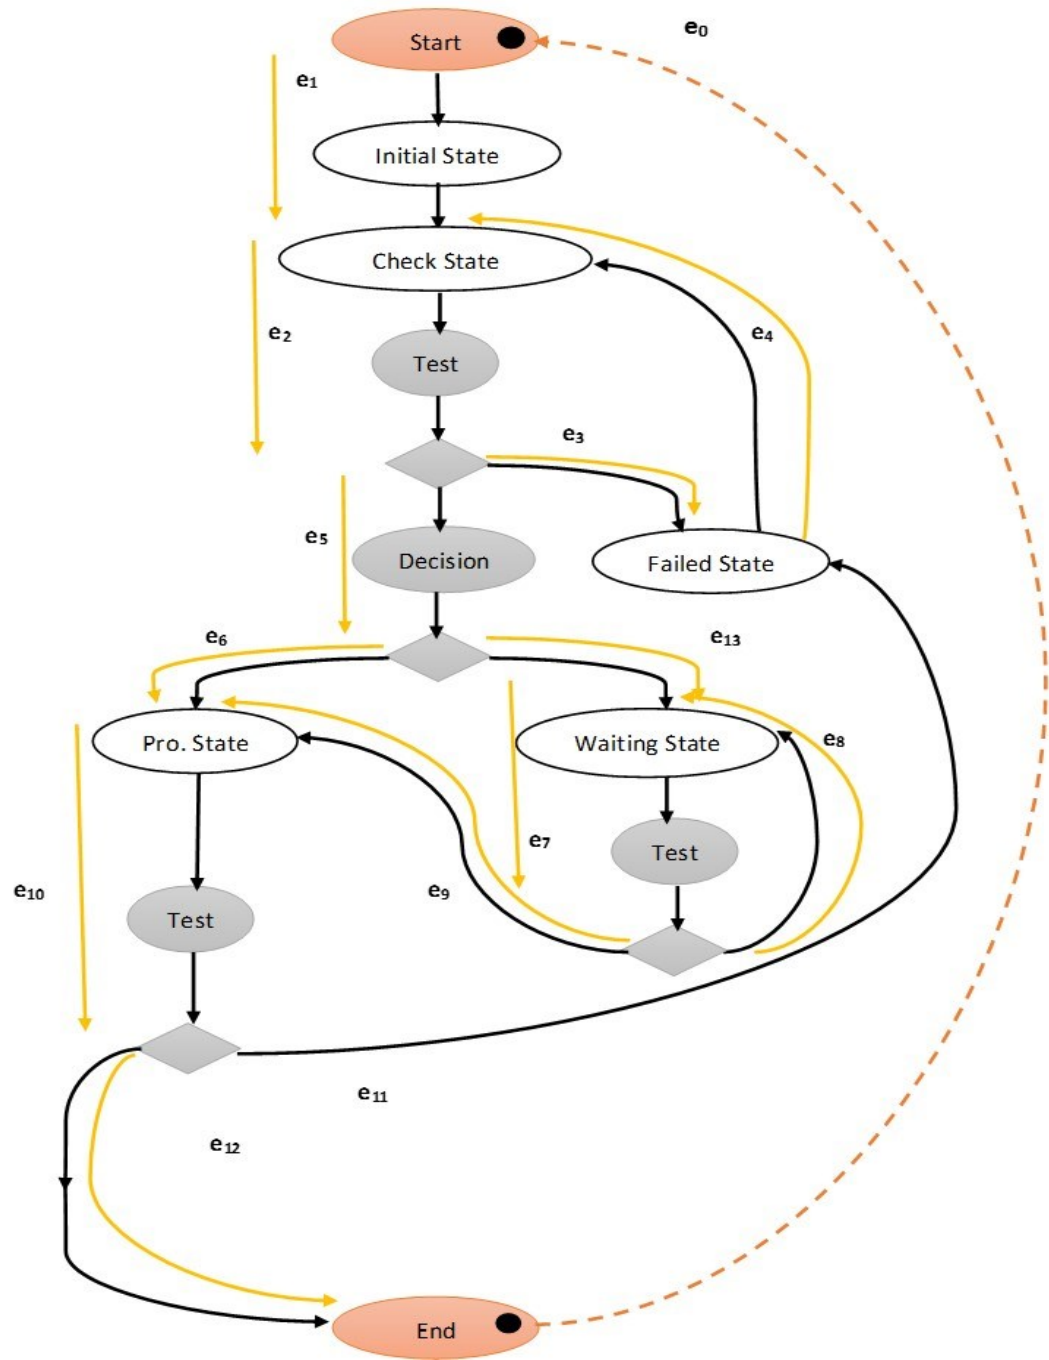 e0
Start
e1
Initial State
Check State
e2
e4
Test
e3
e5
Decision
Failed State
e6
e13
Pro. State
Waiting State
e8
e7
Test
e10
e9
Test
e11
e12
End